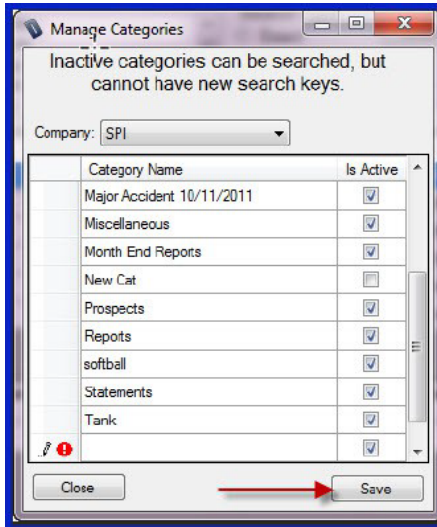 Manage Categories
Inactive categories can be searched, but
cannot have new search keys.
Company: SPI
Category Name Is Active
Major Accident 10/11/2011
Miscellaneous
Month End Reports
New Cat
Prospects
Reports
softball
Statements
Tank
Close Save